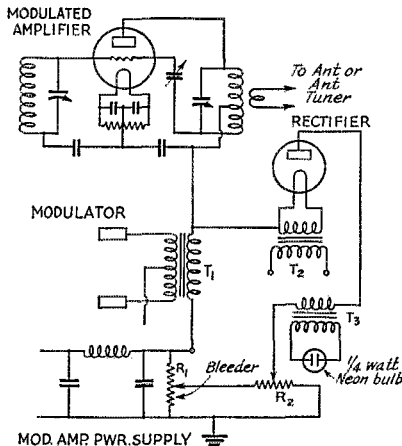 MODULATED
AMPLIFIER
To Ant or
Ant
Tuner
RECTIFIER
MODULATOR
T1
T2
T3
1/4 watt
Neon bulb
R1
Bleeder
R2
MOD. AMP. PWR. SUPPLY